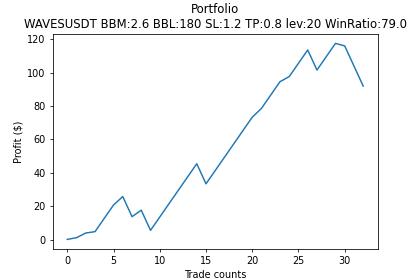 Portfolio
WAVESUSDT BBM:2.6 BBL:180 SL:1.2 TP:0.8 lev:20 WinRatio:79.0
120
100
80
60
40
20
0
Profit ($)
0 5 10 15 20 25 30
Trade counts